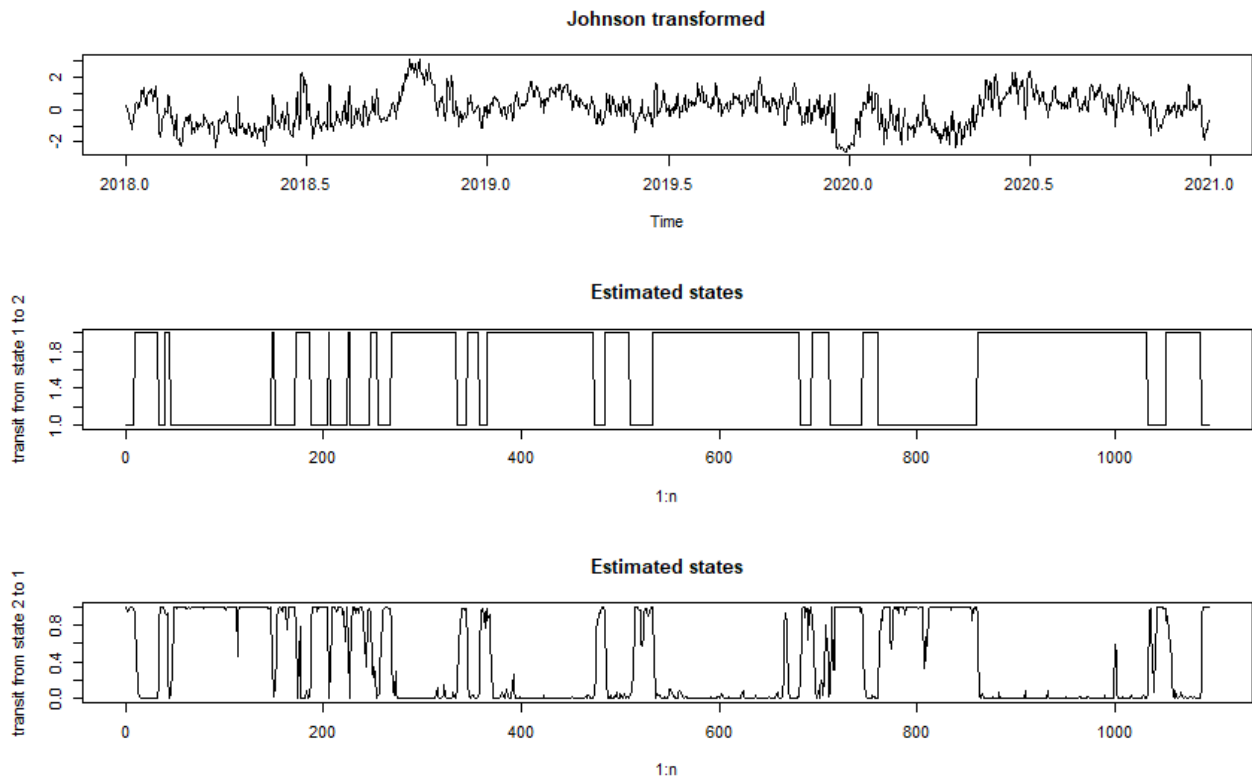 Johnson transformed
2
0
-2
2018.0 2018.5 2019.0 2019.5 2020.0 2020.5 2021.0
Time
Estimated states
transit from state 1 to 2
1.8
1.4
1.0
0 200 400 600 800 1000
1:n
Estimated states
transit from state 2 to 1
0.8
0.4
0.0
0 200 400 600 800 1000
1:n